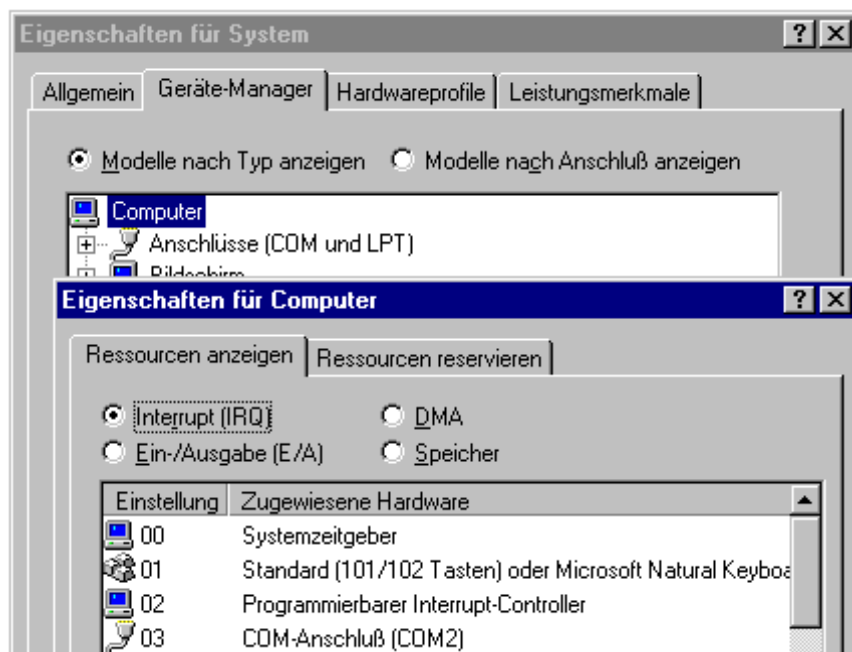 Eigenschaften für System
Allgemein Geräte-Manager Hardwareprofile Leistungsmerkmale
Modelle nach Typ anzeigen Modelle nach Anschluß anzeigen
Computer
Anschlüsse (COM und LPT)
Bildschirm
Eigenschaften für Computer
Ressourcen anzeigen Ressourcen reservieren
Interrupt (IRQ) DMA
Ein-/Ausgabe (E/A) Speicher
Einstellung Zugewiesene Hardware
00 Systemzeitgeber
01 Standard (101/102 Tasten) oder Microsoft Natural Keyboa
02 Programmierbarer Interrupt-Controller
03 COM-Anschluß (COM2)